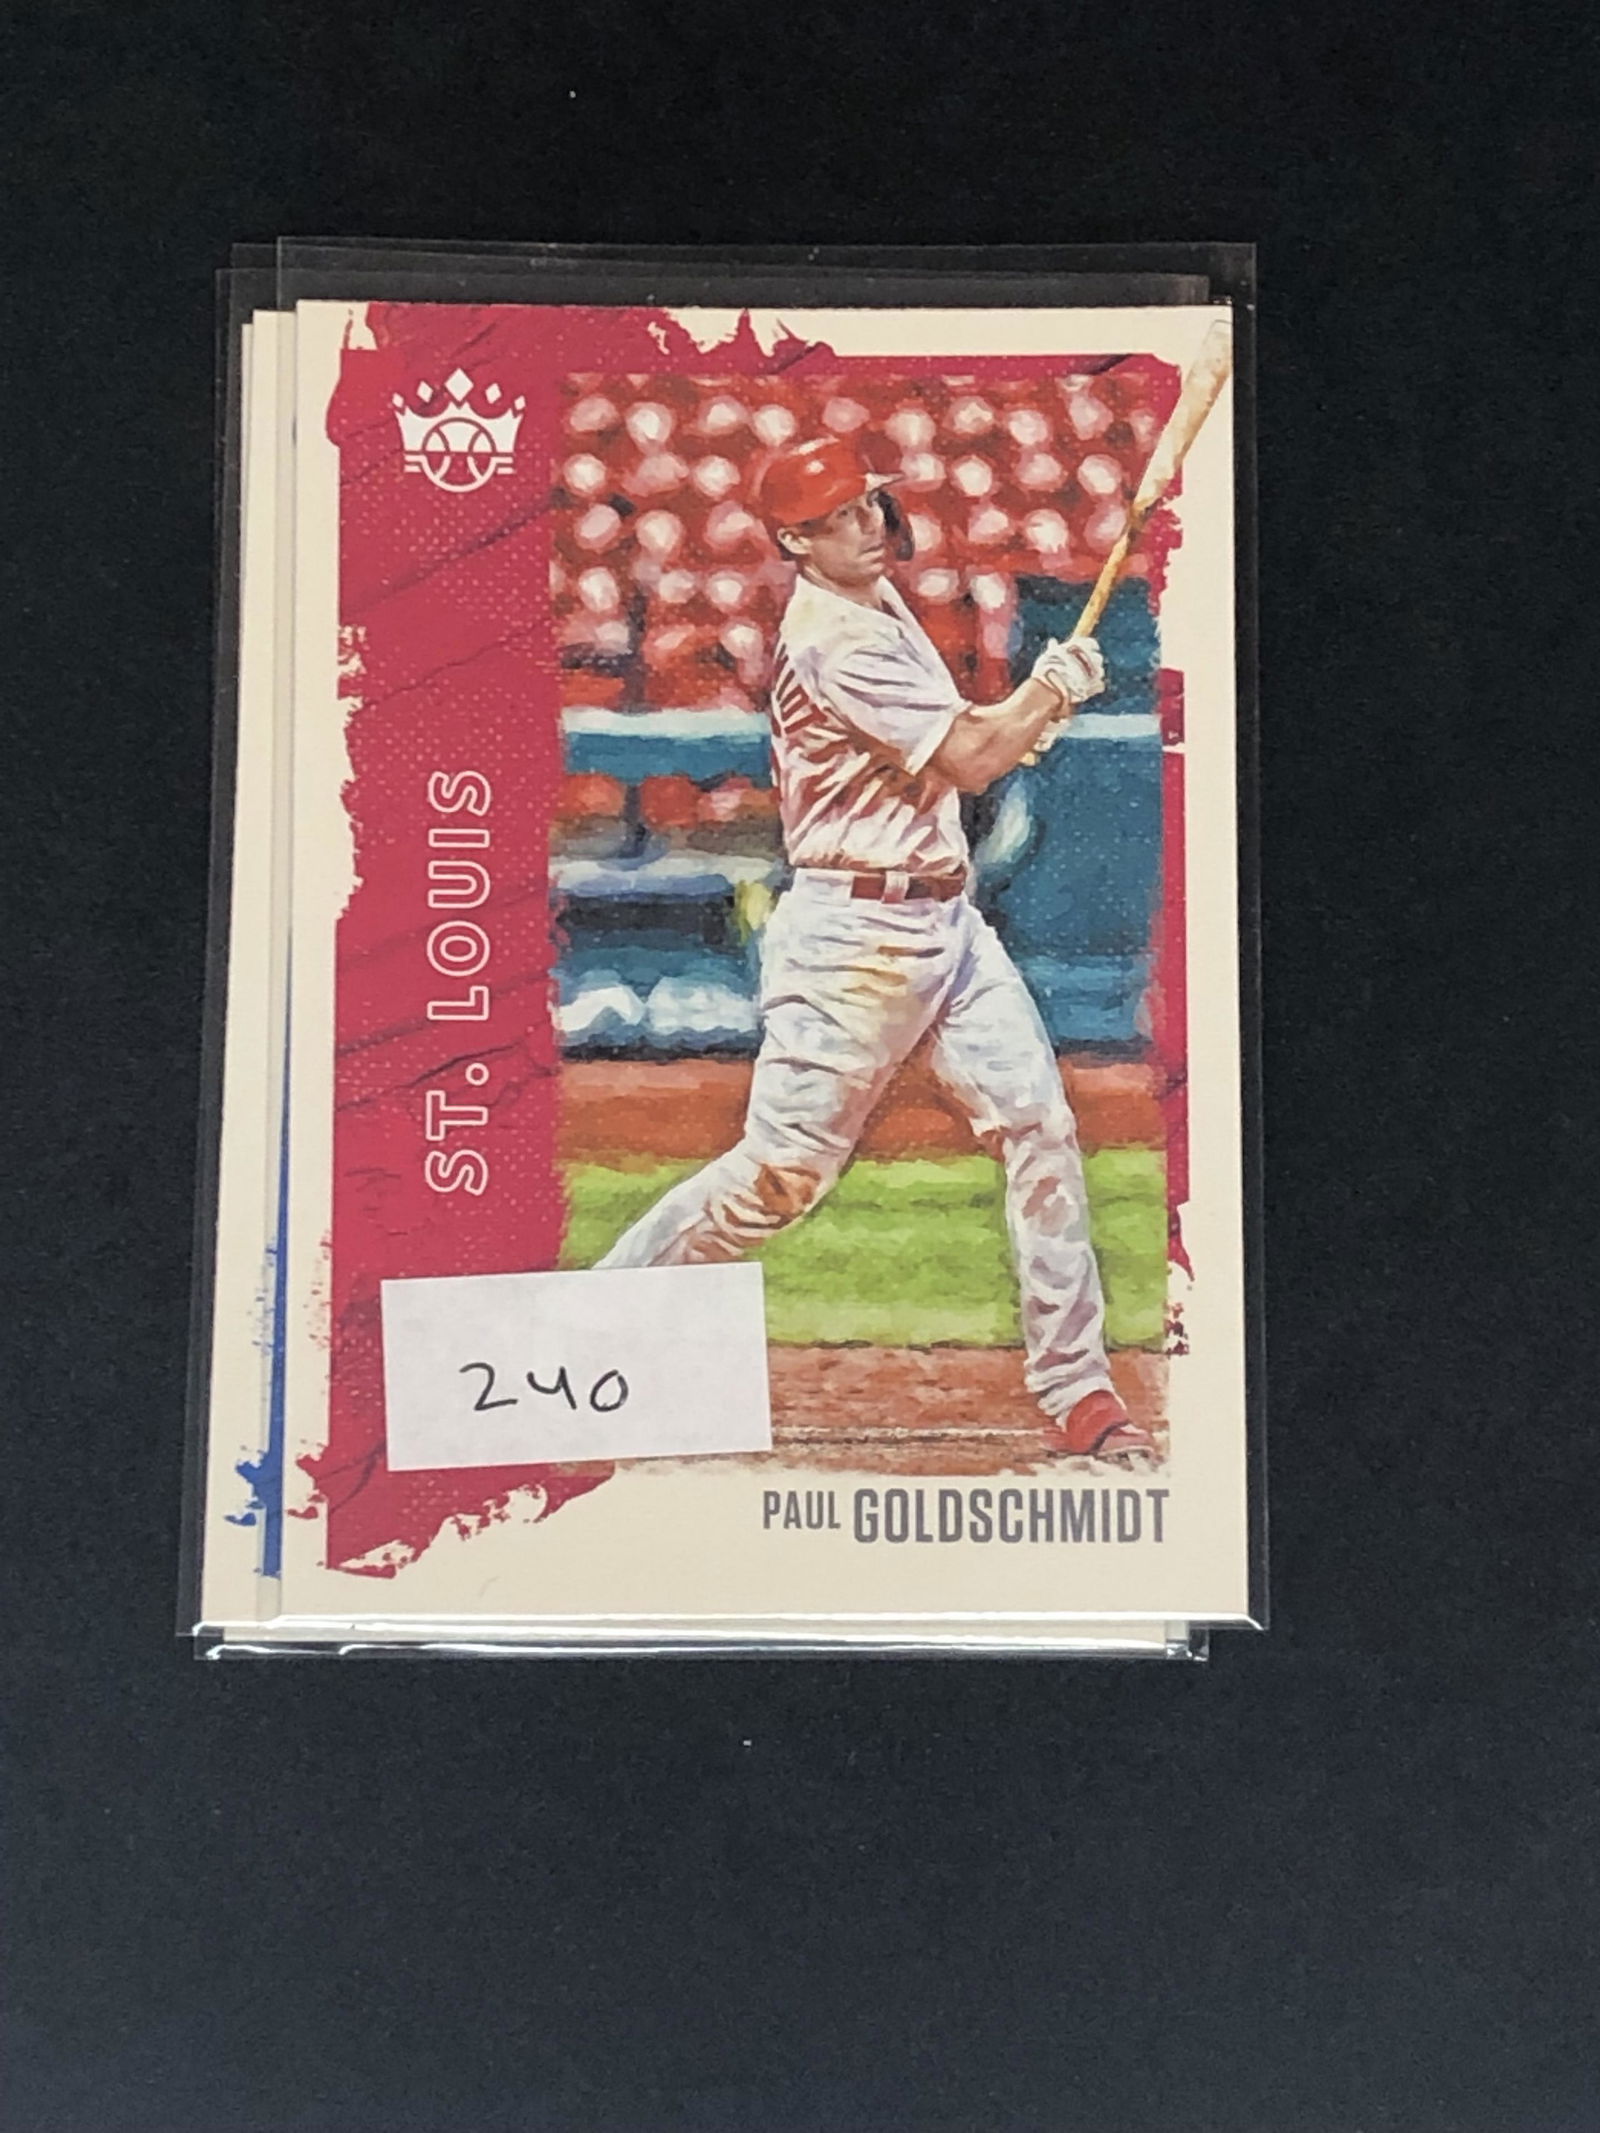 ST. LOUIS
240
PAUL GOLDSCHMIDT